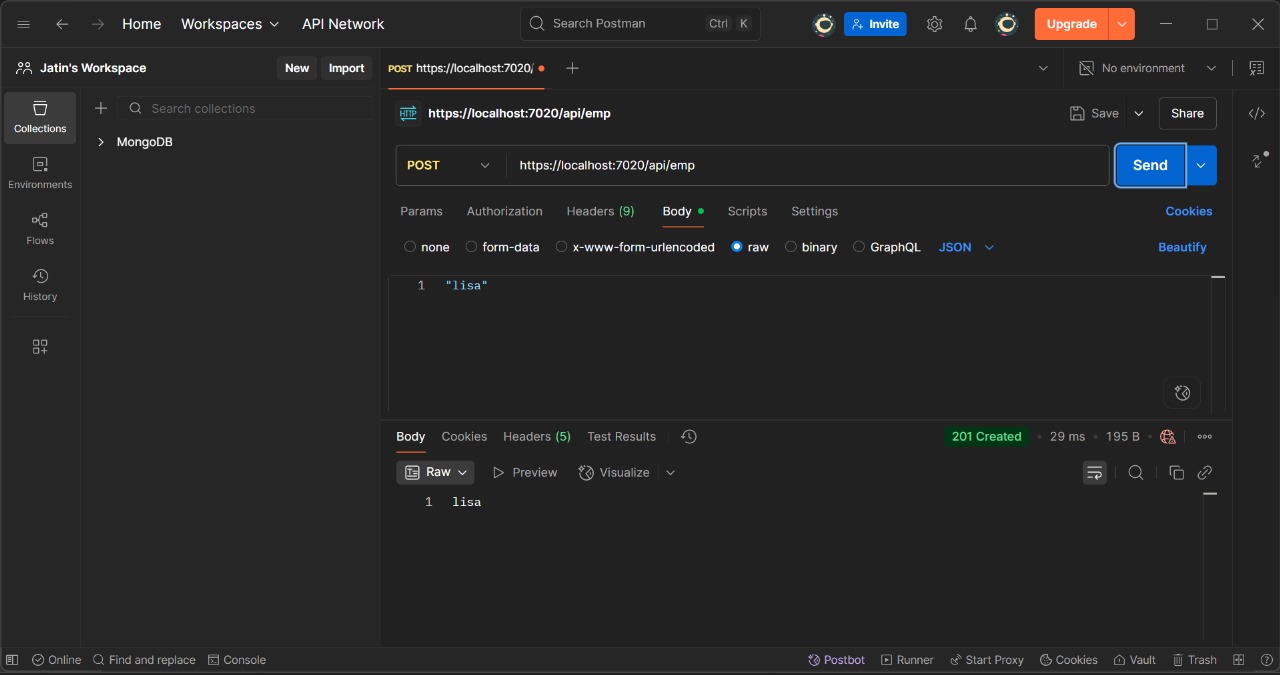 Home Workspaces API Network Search Postman Ctrl K Invite Upgrade
Jatin's Workspace New Import POST https://localhost:7020/ No environment
Collections
Search collections
MongoDB
Environments
Flows
History
HTTP https://localhost:7020/api/emp Save Share
POST https://localhost:7020/api/emp Send
Params Authorization Headers (9) Body Scripts Settings Cookies
none form-data x-www-form-urlencoded raw binary GraphQL JSON Beautify
1 "lisa"
Body Cookies Headers (5) Test Results 201 Created 29 ms 195 B
Raw Preview Visualize
1 lisa
Online Find and replace Console Postbot Runner Start Proxy Cookies Vault Trash